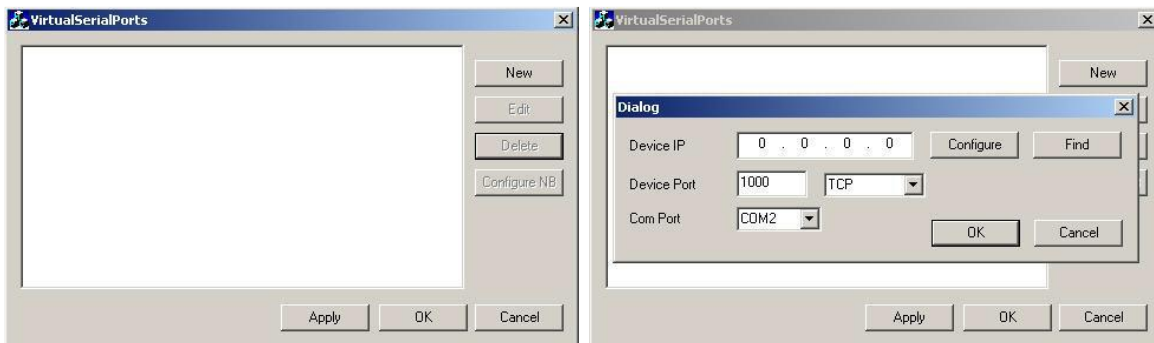 VirtualSerialPorts
New
Edit
Delete
Configure NB
Apply OK Cancel
VirtualSerialPorts
New
Dialog
Device IP 0 . 0 . 0 . 0 Configure Find
Device Port 1000 TCP
Com Port COM2
OK Cancel
Apply OK Cancel